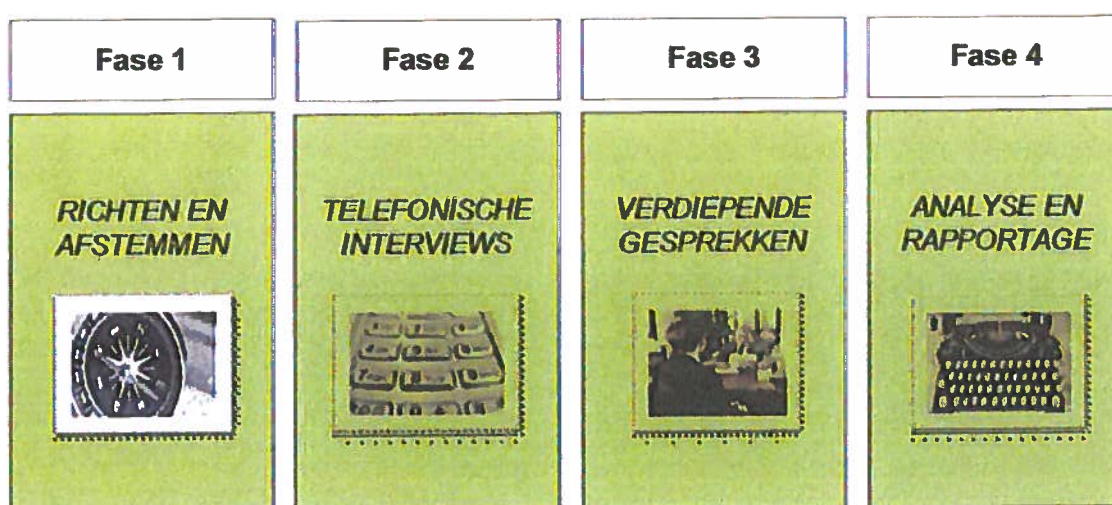 Fase 1
Fase 2
Fase 3
Fase 4
RICHTEN EN
AFSTEMMEN
TELEFONISCHE
INTERVIEWS
VERDIEPENDE
GESPREKKEN
ANALYSE EN
RAPPORTAGE